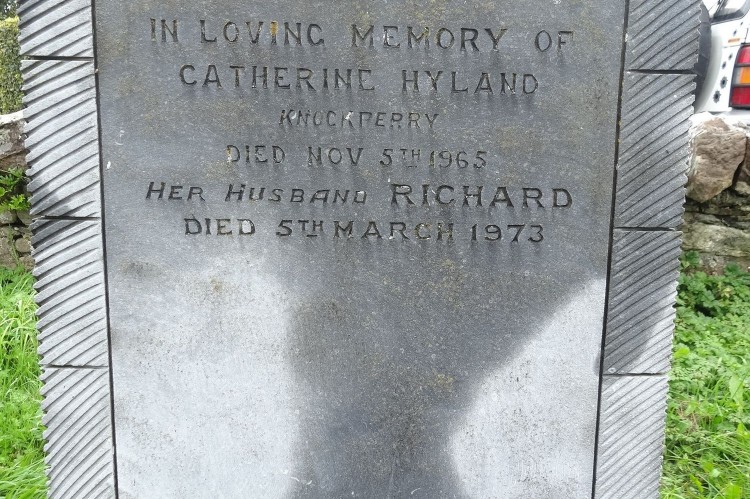 IN LOVING MEMORY OF
CATHERINE HYLAND
KNOCKPERRY
DIED NOV 5TH 1965
HER HUSBAND RICHARD
DIED 5TH MARCH 1973